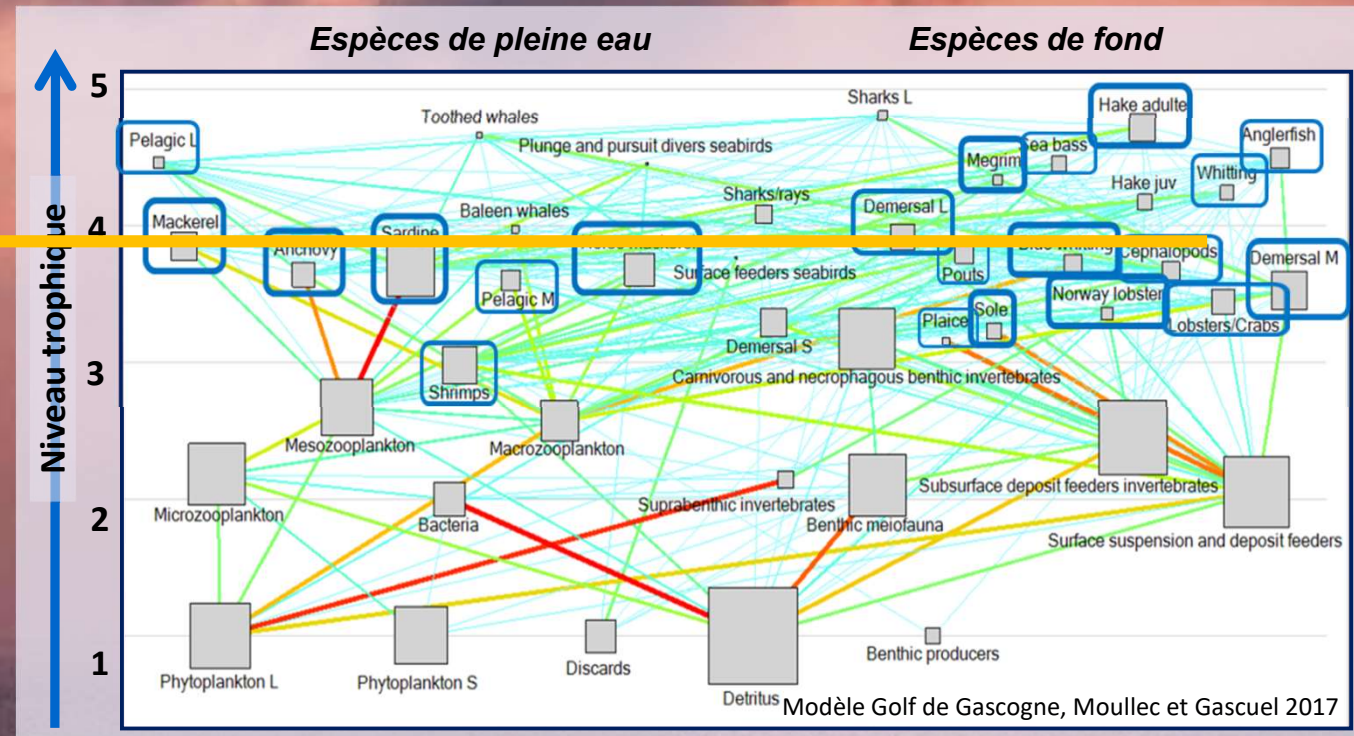 Espèces de pleine eau
Espèces de fond
Niveau trophique
5
4
3
2
1
Sharks L
Hake adulte
Toothed whales
Pelagic L
Plunge and pursuit divers seabirds
Megrim
Sea bass
Anglerfish
Whitting
Hake juv
Sharks/rays
Baleen whales
Demersal L
Mackerel
Anchovy
Sardine
Surface feeders seabirds
Pouts
Blue whitting
Cephalopods
Demersal M
Pelagic M
Norway lobster
Lobsters/Crabs
Plaice
Sole
Demersal S
Carnivorous and necrophagous benthic invertebrates
Shrimps
Mesozooplankton
Macrozooplankton
Subsurface deposit feeders invertebrates
Suprabenthic invertebrates
Microzooplankton
Bacteria
Benthic meiofauna
Surface suspension and deposit feeders
Phytoplankton L
Phytoplankton S
Discards
Detritus
Benthic producers
Modèle Golf de Gascogne, Moullec et Gascuel 2017